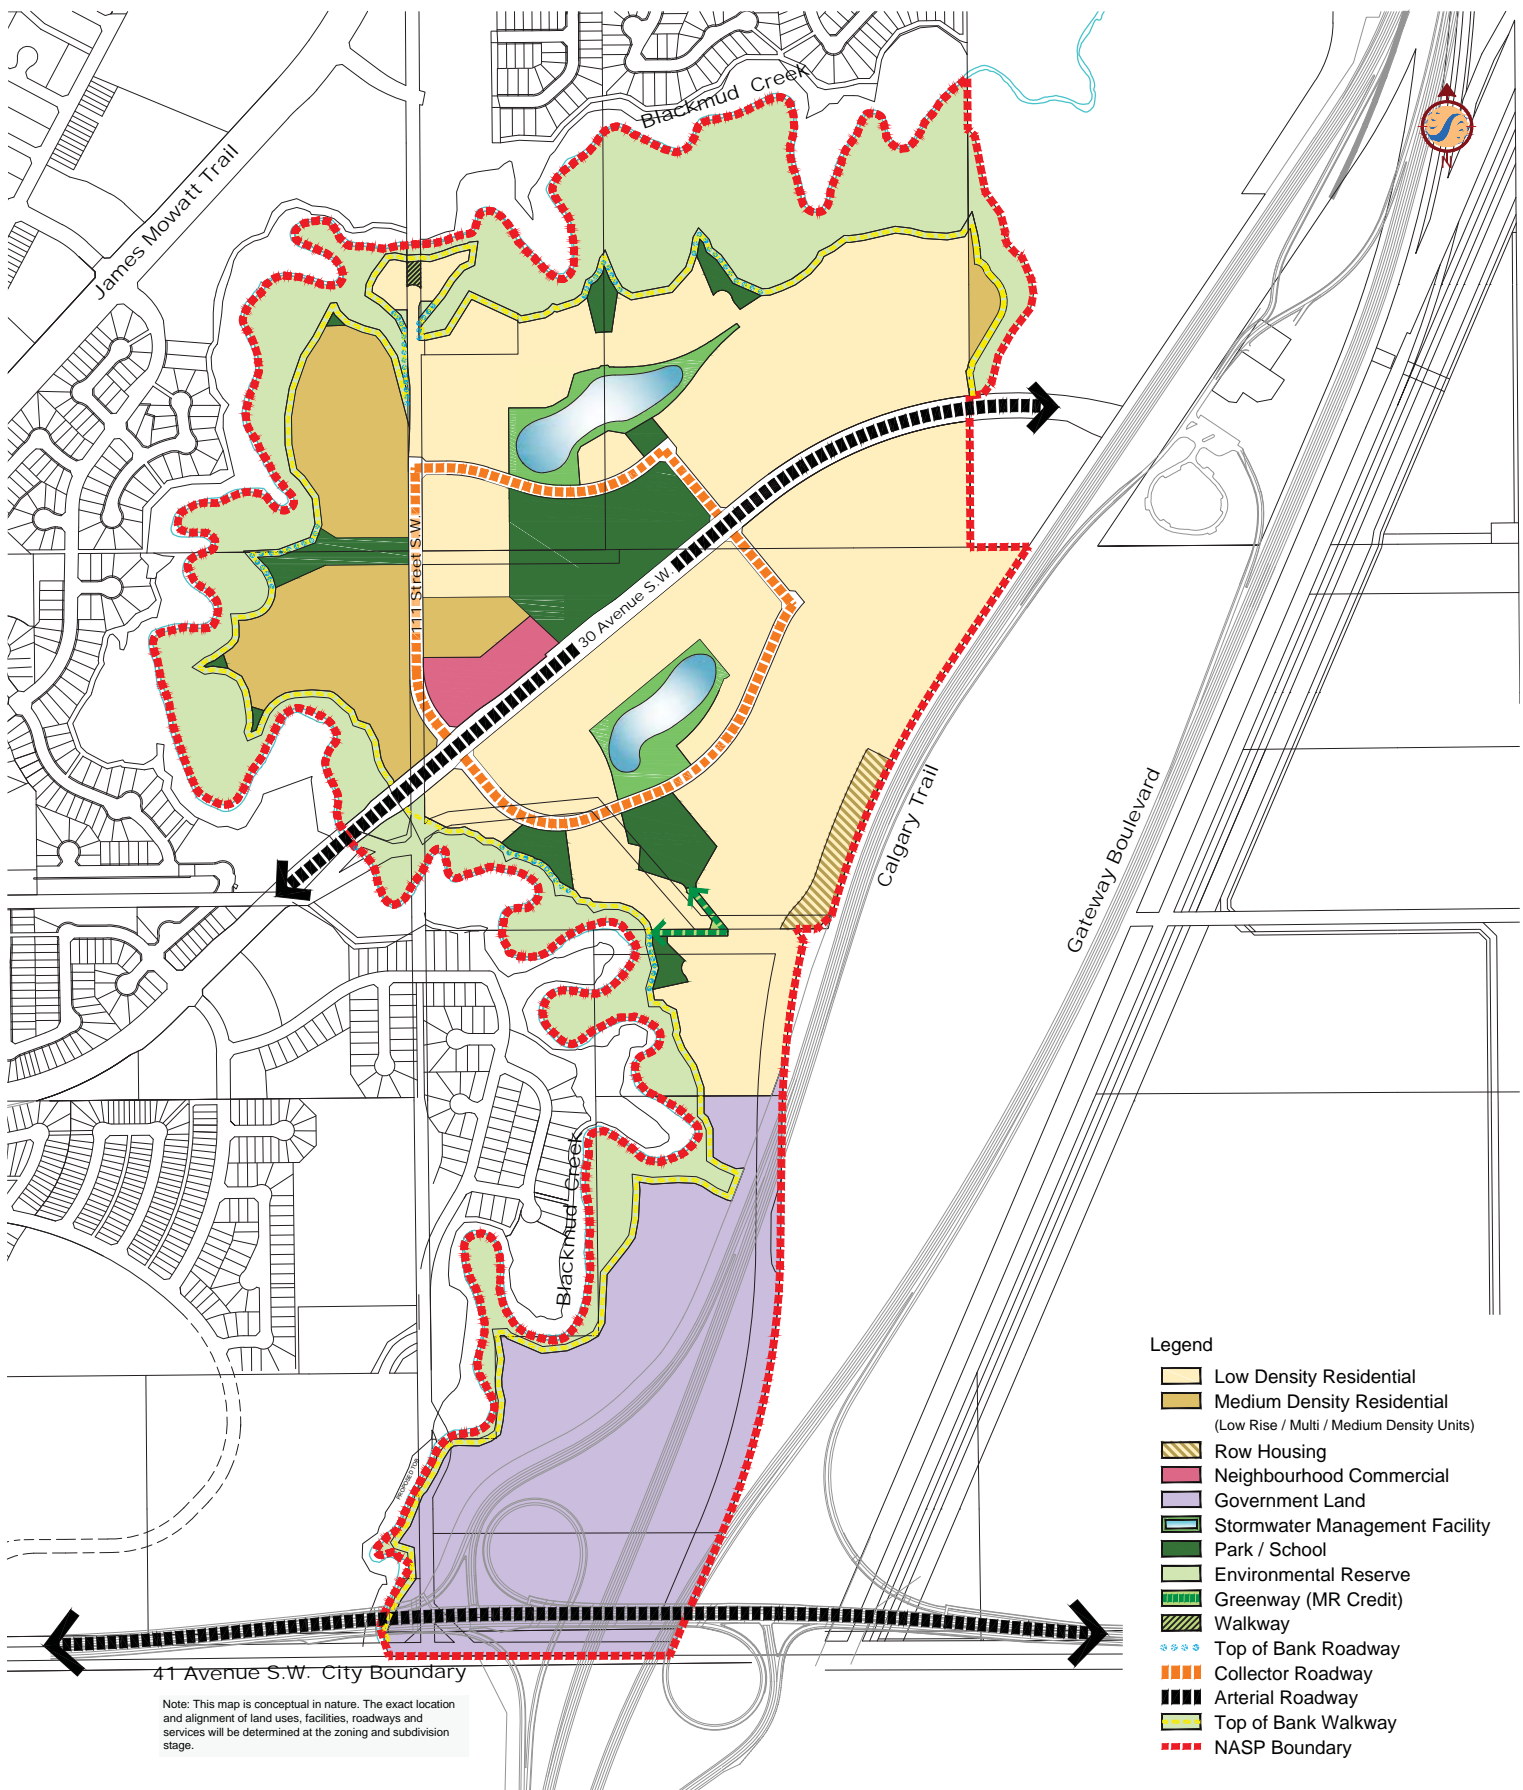 Blackmud Creek
James Mowatt Trail
N
111 Street S.W.
30 Avenue S.W.
Calgary Trail
Gateway Boulevard
Blackmud Creek
PROPOSED TOP
41 Avenue S.W. City Boundary
Note: This map is conceptual in nature. The exact location
and alignment of land uses, facilities, roadways and
services will be determined at the zoning and subdivision
stage.
Legend
Low Density Residential
Medium Density Residential
(Low Rise / Multi / Medium Density Units)
Row Housing
Neighbourhood Commercial
Government Land
Stormwater Management Facility
Park / School
Environmental Reserve
Greenway (MR Credit)
Walkway
Top of Bank Roadway
Collector Roadway
Arterial Roadway
Top of Bank Walkway
NASP Boundary